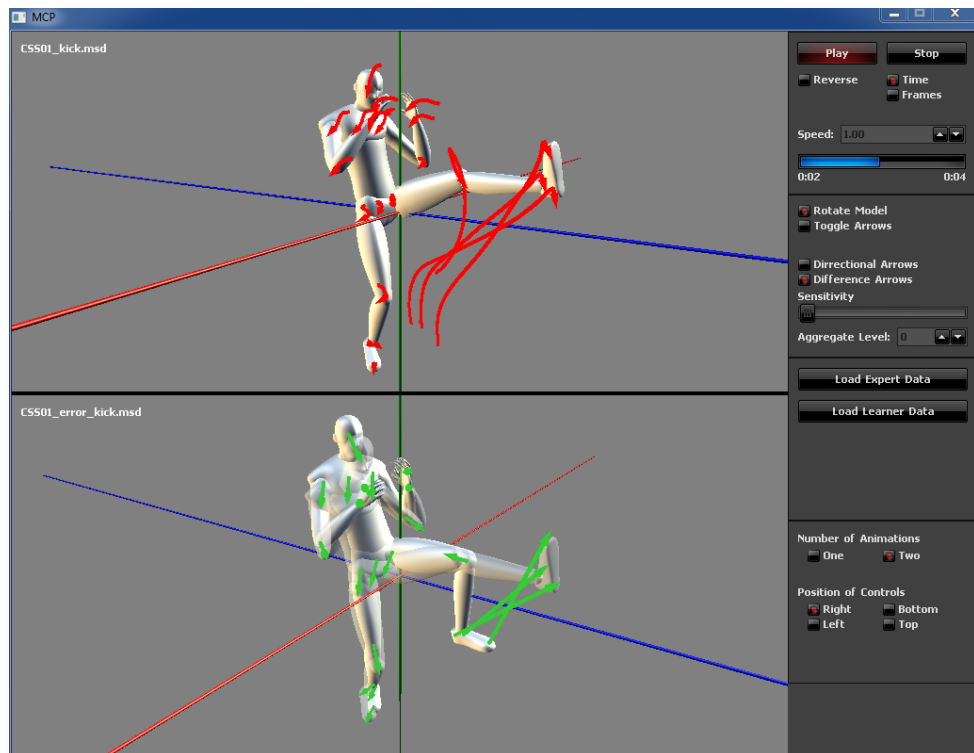 MCP
CSS01_kick.msd
Play Stop
Reverse Time
Frames
Speed: 1.00
0:02 0:04
Rotate Model
Toggle Arrows
Dirrectional Arrows
Difference Arrows
Sensitivity
Aggregate Level: 0
Load Expert Data
Load Learner Data
CSS01_error_kick.msd
Number of Animations
One Two
Position of Controls
Right Bottom
Left Top